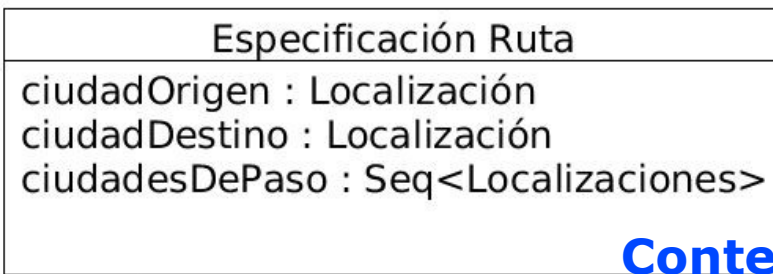 Especificación Ruta
ciudadOrigen : Localización
ciudadDestino : Localización
ciudadesDePaso : Seq<Localizaciones>
Conte